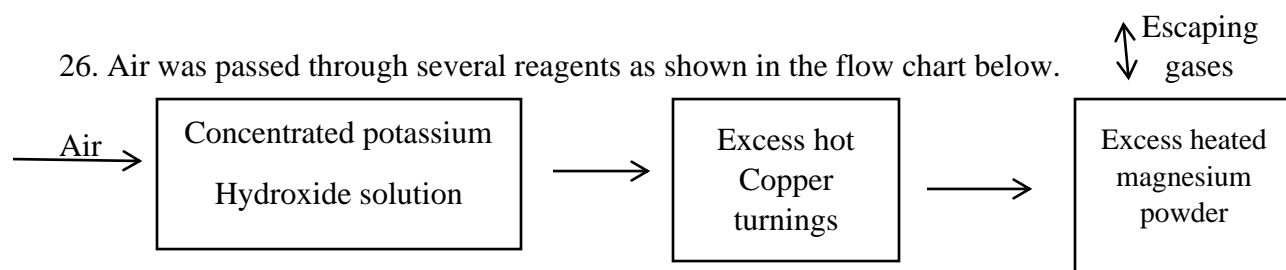 Escaping
gases
26. Air was passed through several reagents as shown in the flow chart below.
Air
Concentrated potassium
Hydroxide solution
Excess hot
Copper
turnings
Excess heated
magnesium
powder